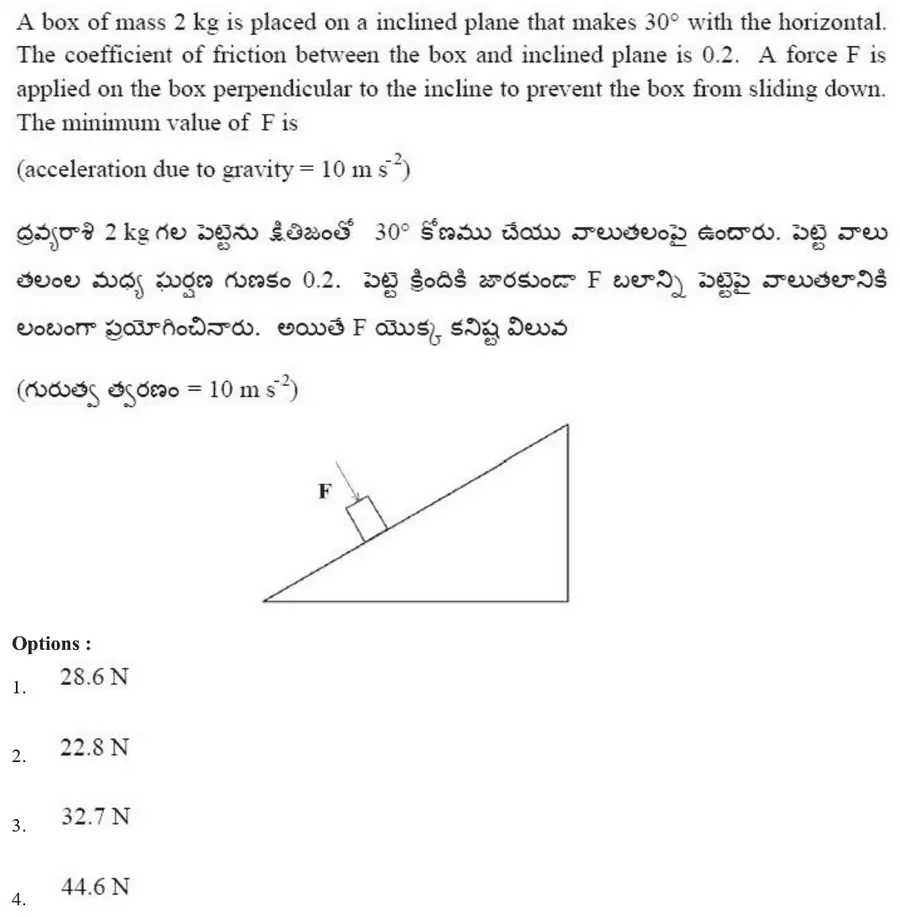 A box of mass 2 kg is placed on a inclined plane that makes 30° with the horizontal.
The coefficient of friction between the box and inclined plane is 0.2. A force F is
applied on the box perpendicular to the incline to prevent the box from sliding down.
The minimum value of F is
(acceleration due to gravity = 10 m s⁻²)
ద్రవ్యరాశి 2 kg గల పెట్టెను క్షితిజంతో 30° కోణము చేయు వాలుతలంపై ఉంచారు. పెట్టె వాలు
తలంల మధ్య ఘర్షణ గుణకం 0.2. పెట్టె క్రిందికి జారకుండా F బలాన్ని పెట్టెపై వాలుతలానికి
లంబంగా ప్రయోగించినారు. అయితే F యొక్క కనిష్ట విలువ
(గురుత్వ త్వరణం = 10 m s⁻²)
F
Options :
1. 28.6 N
2. 22.8 N
3. 32.7 N
4. 44.6 N